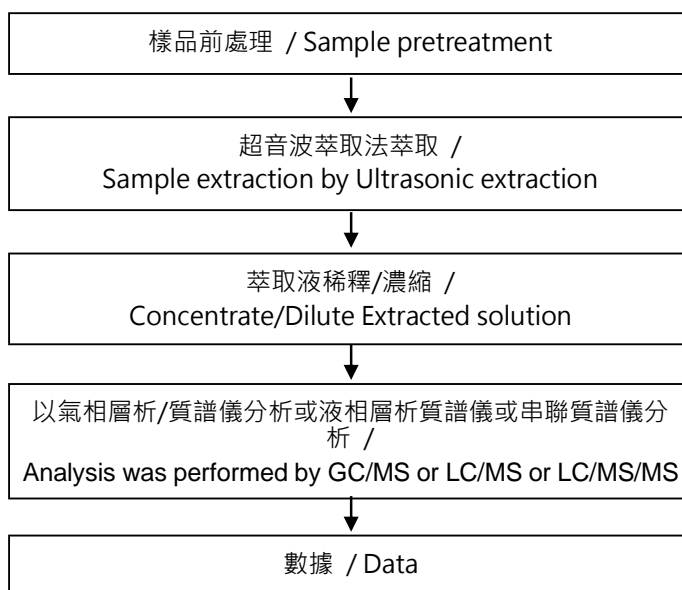 樣品前處理 / Sample pretreatment
超音波萃取法萃取 /
Sample extraction by Ultrasonic extraction
萃取液稀釋/濃縮 /
Concentrate/Dilute Extracted solution
以氣相層析/質譜儀分析或液相層析質譜儀或串聯質譜儀分
析 /
Analysis was performed by GC/MS or LC/MS or LC/MS/MS
數據 / Data